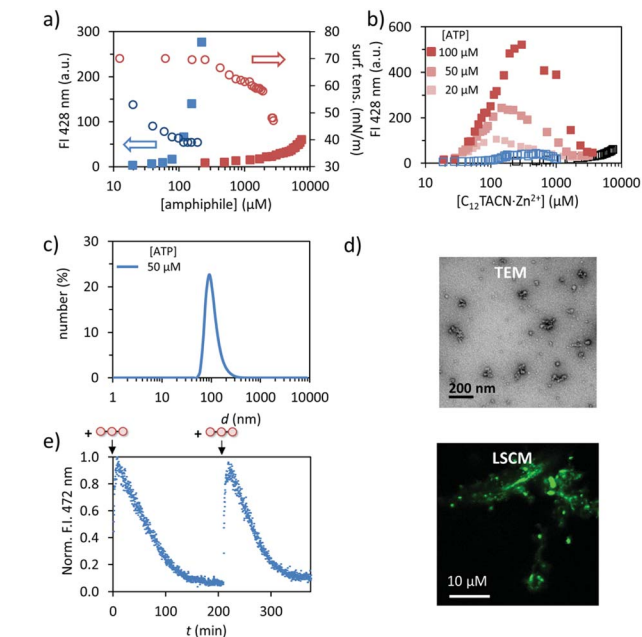 a)
300
250
200
150
100
50
0
FI 428 nm (a.u.)
80
70
60
50
40
30
surf. tens. (mN/m)
10
100
1000
10000
[amphiphile] (µM)
b)
600
400
200
0
FI 428 nm (a.u.)
[ATP]
100 µM
50 µM
20 µM
10
100
1000
10000
[C₁₂TACN·Zn²⁺] (µM)
c)
30
20
10
0
number (%)
[ATP]
50 µM
1
10
100
1000
10000
d (nm)
d)
TEM
200 nm
LSCM
10 µM
e)
+
+
1.0
0.8
0.6
0.4
0.2
0.0
Norm. F.I. 472 nm
0
100
200
300
t (min)